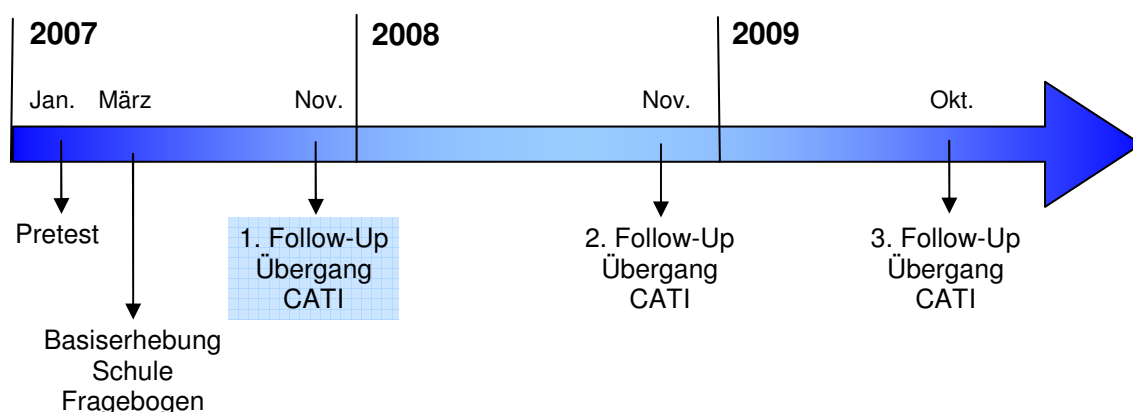 2007
2008
2009
Jan.
März
Nov.
Nov.
Okt.
Pretest
Basiserhebung
Schule
Fragebogen
1. Follow-Up
Übergang
CATI
2. Follow-Up
Übergang
CATI
3. Follow-Up
Übergang
CATI